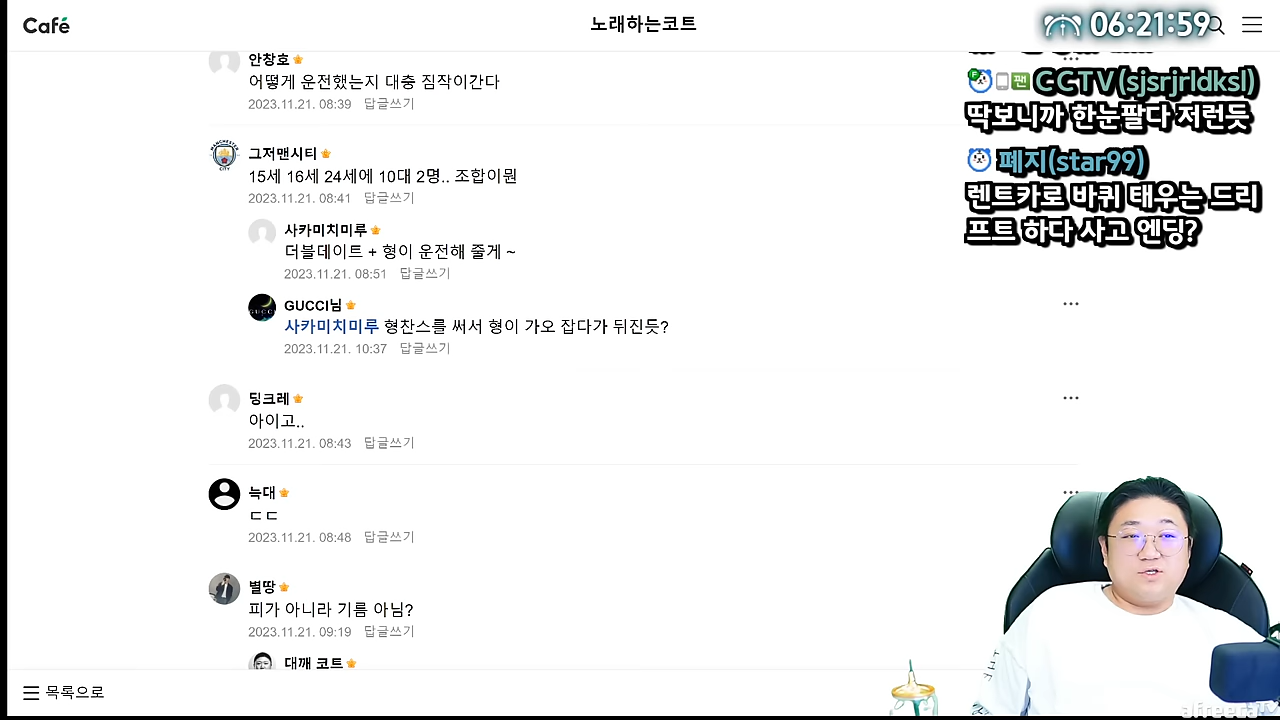 Café
노래하는코트
06:21:59
안창호
어떻게 운전했는지 대충 짐작이간다
2023.11.21. 08:39 답글쓰기
그저맨시티
15세 16세 24세에 10대 2명.. 조합이뭔
2023.11.21. 08:41 답글쓰기
사카미치미루
더블데이트 + 형이 운전해 줄게 ~
2023.11.21. 08:51 답글쓰기
GUCCI님
사카미치미루 형찬스를 써서 형이 가오 잡다가 뒤진듯?
2023.11.21. 10:37 답글쓰기
딩크레
아이고..
2023.11.21. 08:43 답글쓰기
늑대
ㄷㄷ
2023.11.21. 08:48 답글쓰기
별땅
피가 아니라 기름 아님?
2023.11.21. 09:19 답글쓰기
대깨 코트
목록으로
팬 CCTV(sjsrjrldksl)
딱보니까 한눈팔다 저런듯
폐지(star99)
렌트카로 바퀴 태우는 드리
프트 하다 사고 엔딩?
afreecaTV